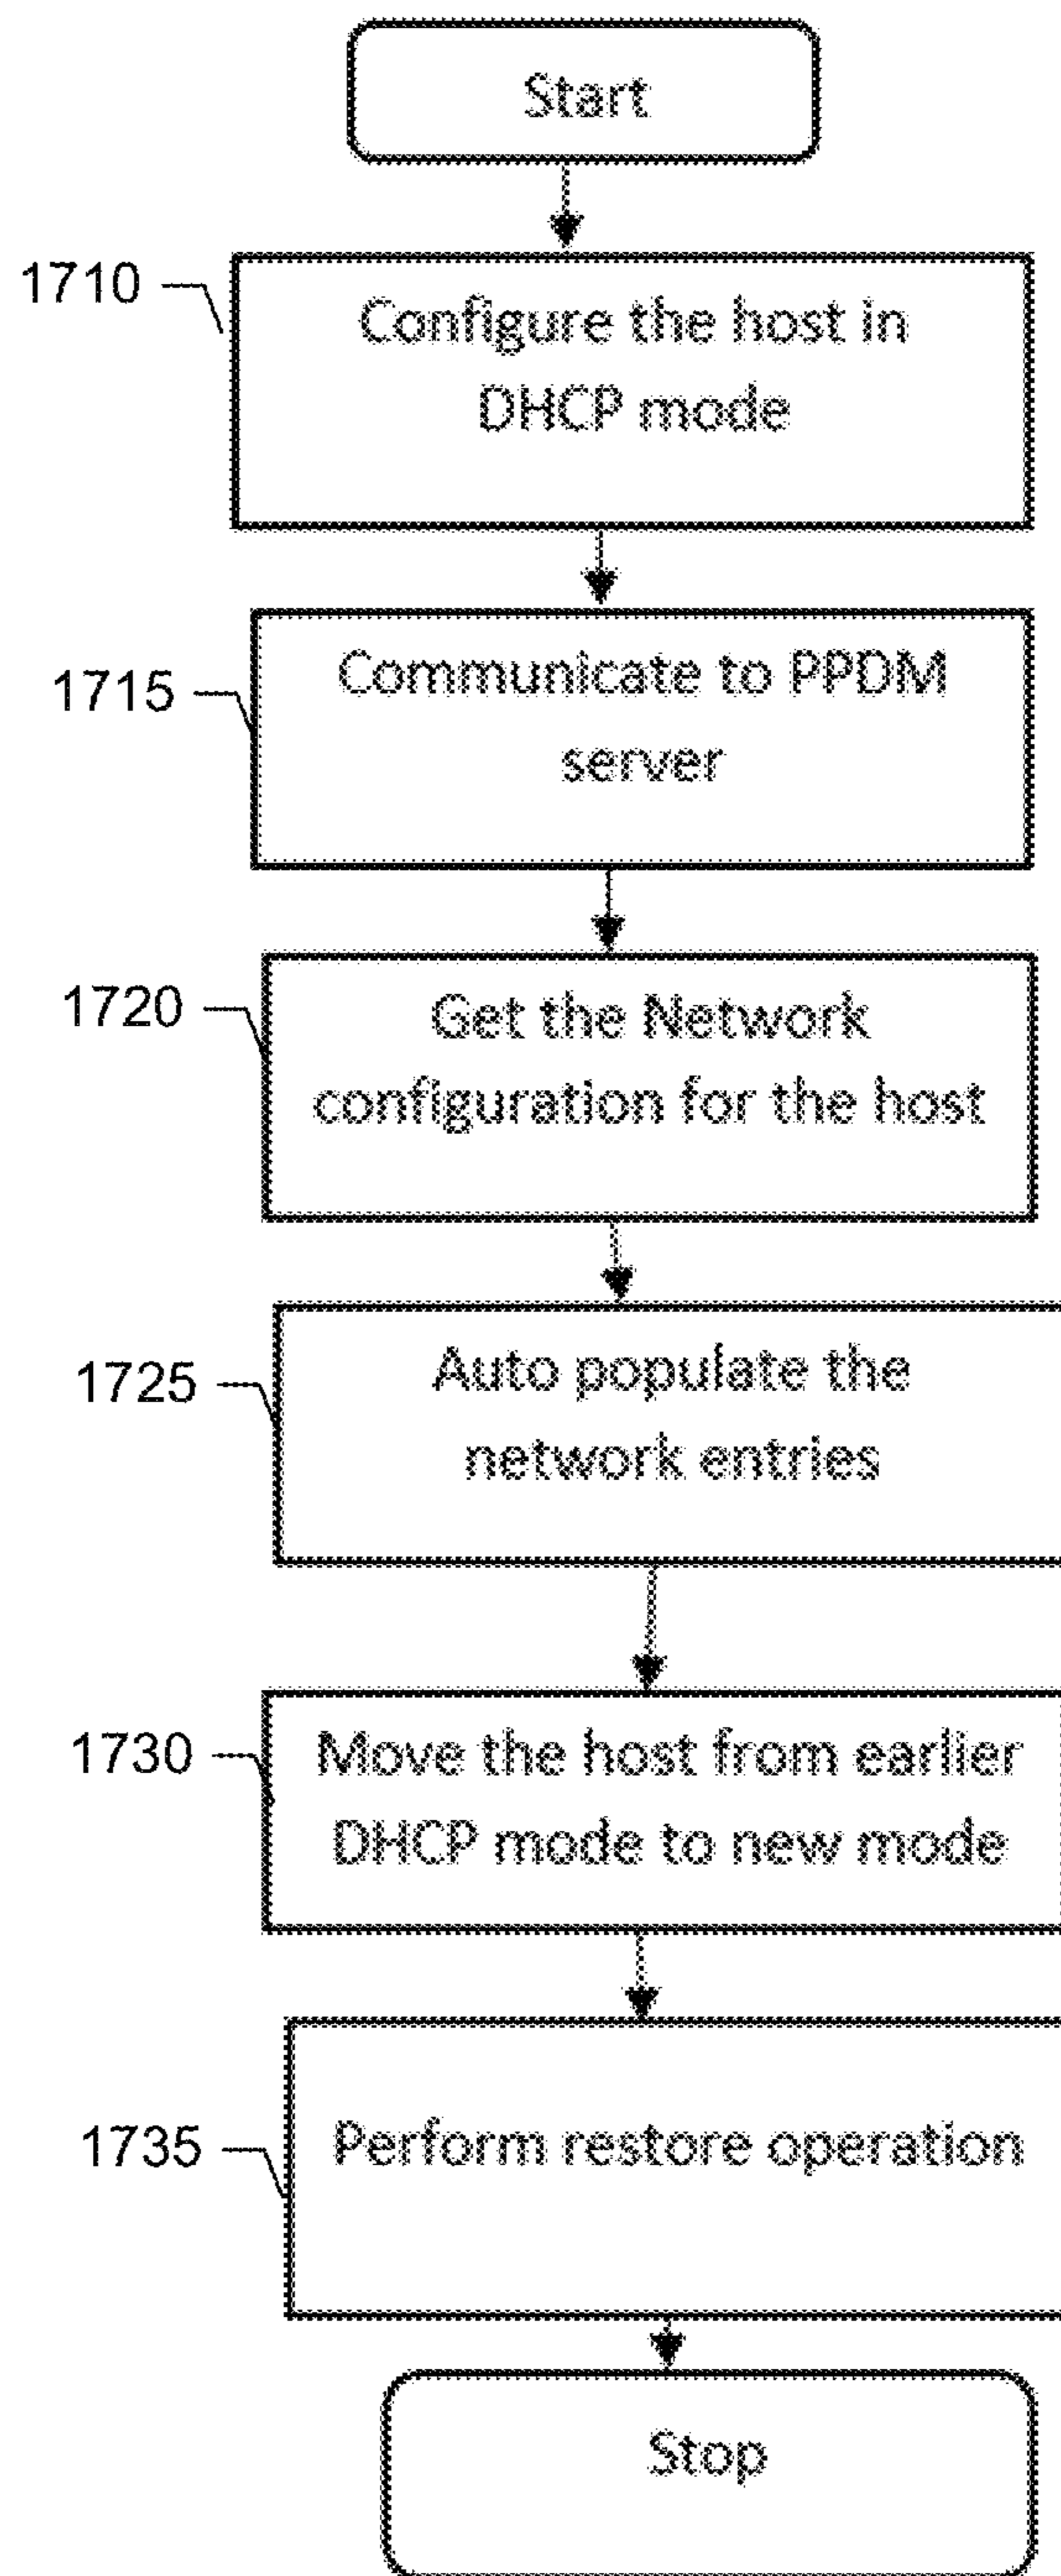 Start
1710
Configure the host in
DHCP mode
1715
Communicate to PPDM
server
1720
Get the Network
configuration for the host
1725
Auto populate the
network entries
1730
Move the host from earlier
DHCP mode to new mode
1735
Perform restore operation
Stop